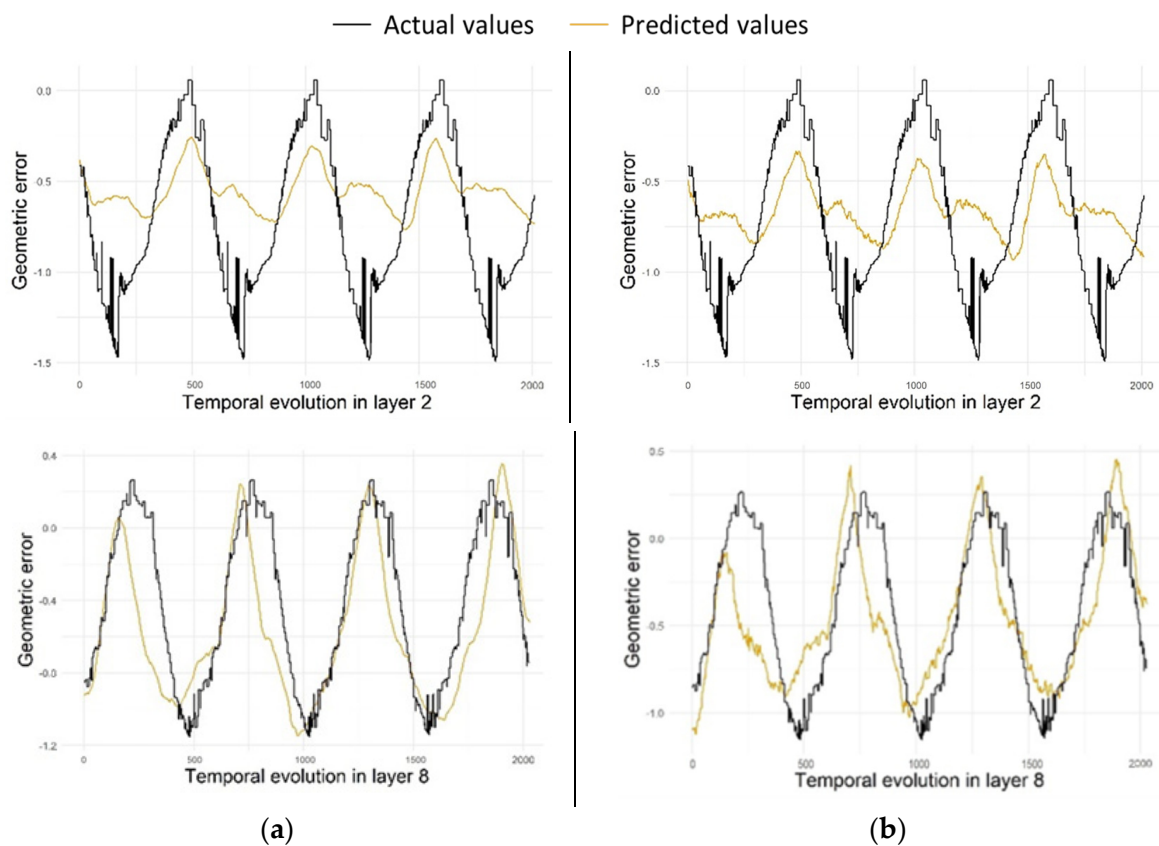 Actual values Predicted values
Geometric error
0.0
-0.5
-1.0
-1.5
0 500 1000 1500 2000
Temporal evolution in layer 2
Geometric error
0.0
-0.5
-1.0
-1.5
0 500 1000 1500 2000
Temporal evolution in layer 2
Geometric error
0.4
0.0
-0.4
-0.8
-1.2
0 500 1000 1500 2000
Temporal evolution in layer 8
Geometric error
0.5
0.0
-0.5
-1.0
0 500 1000 1500 2000
Temporal evolution in layer 8
(a) (b)